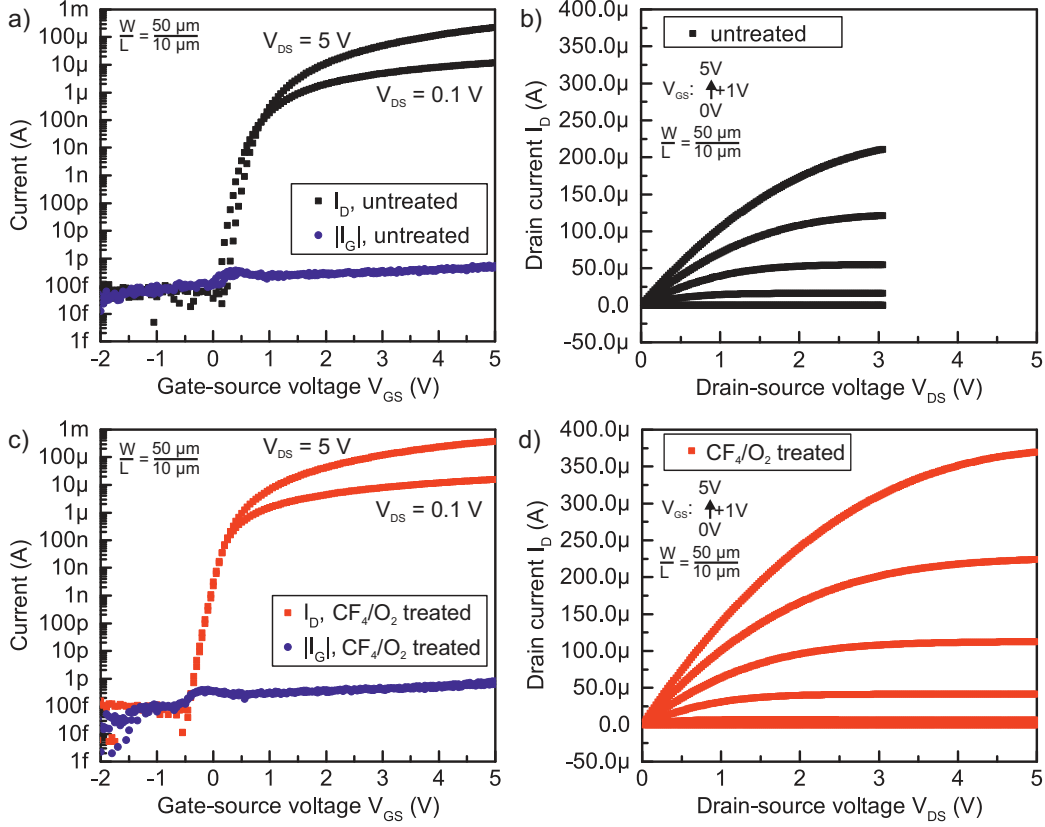 a)
W/L = 50 µm/10 µm
V_DS = 5 V
V_DS = 0.1 V
I_D, untreated
|I_G|, untreated
1m
100µ
10µ
1µ
100n
10n
1n
100p
10p
1p
100f
10f
1f
Current (A)
-2 -1 0 1 2 3 4 5
Gate-source voltage V_GS (V)
b)
untreated
5V
V_GS: +1V
0V
W/L = 50 µm/10 µm
400.0µ
350.0µ
300.0µ
250.0µ
200.0µ
150.0µ
100.0µ
50.0µ
0.0
-50.0µ
Drain current I_D (A)
0 1 2 3 4 5
Drain-source voltage V_DS (V)
c)
W/L = 50 µm/10 µm
V_DS = 5 V
V_DS = 0.1 V
I_D, CF4/O2 treated
|I_G|, CF4/O2 treated
1m
100µ
10µ
1µ
100n
10n
1n
100p
10p
1p
100f
10f
1f
Current (A)
-2 -1 0 1 2 3 4 5
Gate-source voltage V_GS (V)
d)
CF4/O2 treated
5V
V_GS: +1V
0V
W/L = 50 µm/10 µm
400.0µ
350.0µ
300.0µ
250.0µ
200.0µ
150.0µ
100.0µ
50.0µ
0.0
-50.0µ
Drain current I_D (A)
0 1 2 3 4 5
Drain-source voltage V_DS (V)